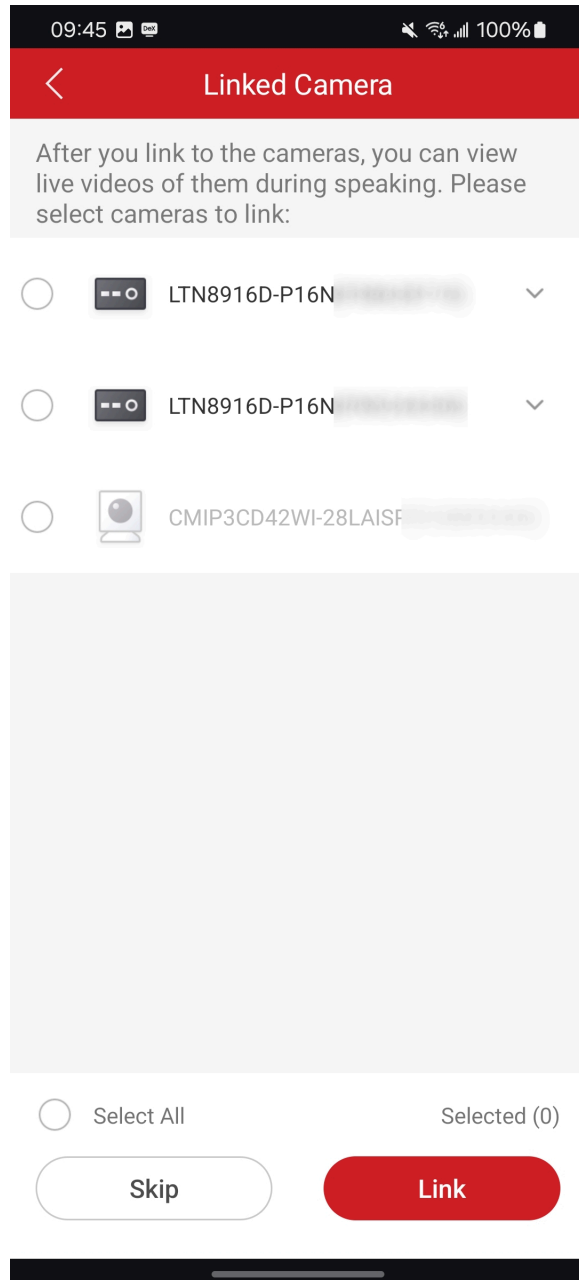 09:45 DeX 100%
Linked Camera
After you link to the cameras, you can view
live videos of them during speaking. Please
select cameras to link:
LTN8916D-P16N
LTN8916D-P16N
CMIP3CD42WI-28LAISF
Select All Selected (0)
Skip Link